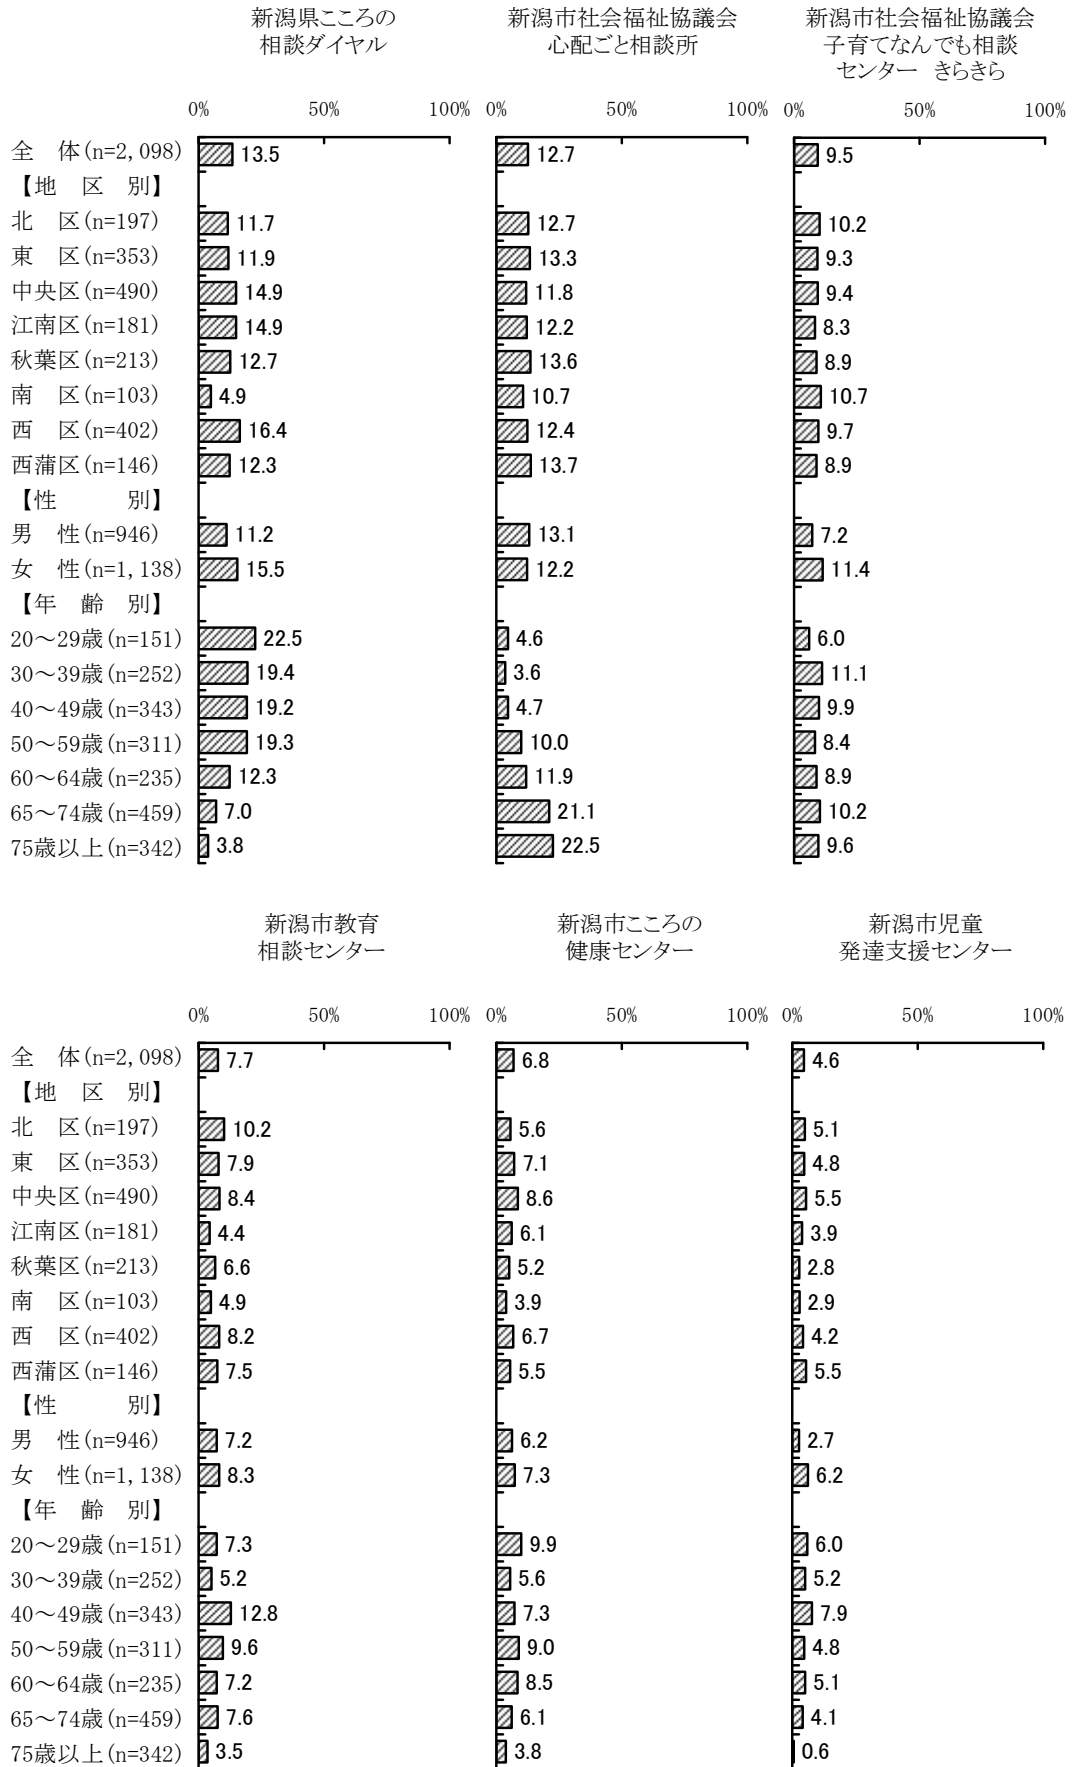 新潟県こころの
相談ダイヤル
新潟市社会福祉協議会
心配ごと相談所
新潟市社会福祉協議会
子育てなんでも相談
センター　きらきら
0% 50% 100% 0% 50% 100% 0% 50% 100%
全　体(n=2,098) 13.5 12.7 9.5
【地　区　別】
北　区(n=197) 11.7 12.7 10.2
東　区(n=353) 11.9 13.3 9.3
中央区(n=490) 14.9 11.8 9.4
江南区(n=181) 14.9 12.2 8.3
秋葉区(n=213) 12.7 13.6 8.9
南　区(n=103) 4.9 10.7 10.7
西　区(n=402) 16.4 12.4 9.7
西蒲区(n=146) 12.3 13.7 8.9
【性　　　別】
男　性(n=946) 11.2 13.1 7.2
女　性(n=1,138) 15.5 12.2 11.4
【年　齢　別】
20～29歳(n=151) 22.5 4.6 6.0
30～39歳(n=252) 19.4 3.6 11.1
40～49歳(n=343) 19.2 4.7 9.9
50～59歳(n=311) 19.3 10.0 8.4
60～64歳(n=235) 12.3 11.9 8.9
65～74歳(n=459) 7.0 21.1 10.2
75歳以上(n=342) 3.8 22.5 9.6
新潟市教育
相談センター
新潟市こころの
健康センター
新潟市児童
発達支援センター
0% 50% 100% 0% 50% 100% 0% 50% 100%
全　体(n=2,098) 7.7 6.8 4.6
【地　区　別】
北　区(n=197) 10.2 5.6 5.1
東　区(n=353) 7.9 7.1 4.8
中央区(n=490) 8.4 8.6 5.5
江南区(n=181) 4.4 6.1 3.9
秋葉区(n=213) 6.6 5.2 2.8
南　区(n=103) 4.9 3.9 2.9
西　区(n=402) 8.2 6.7 4.2
西蒲区(n=146) 7.5 5.5 5.5
【性　　　別】
男　性(n=946) 7.2 6.2 2.7
女　性(n=1,138) 8.3 7.3 6.2
【年　齢　別】
20～29歳(n=151) 7.3 9.9 6.0
30～39歳(n=252) 5.2 5.6 5.2
40～49歳(n=343) 12.8 7.3 7.9
50～59歳(n=311) 9.6 9.0 4.8
60～64歳(n=235) 7.2 8.5 5.1
65～74歳(n=459) 7.6 6.1 4.1
75歳以上(n=342) 3.5 3.8 0.6